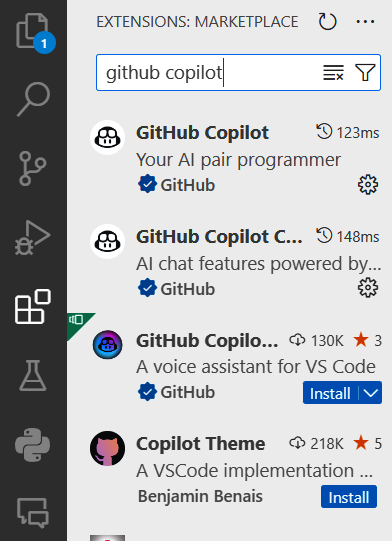 EXTENSIONS: MARKETPLACE
1
github copilot
GitHub Copilot 123ms
Your AI pair programmer
GitHub
GitHub Copilot C... 148ms
AI chat features powered by...
GitHub
GitHub Copilo... 130K 3
A voice assistant for VS Code
GitHub Install
Copilot Theme 218K 5
A VSCode implementation ...
Benjamin Benais Install